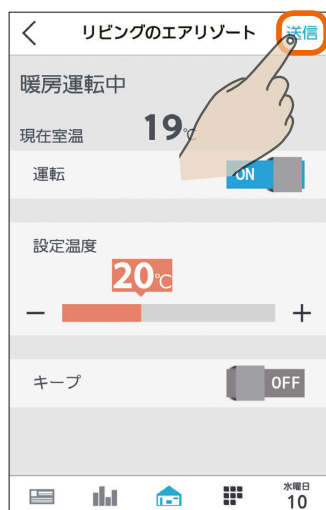 リビングのエアリゾート 送信
暖房運転中
現在室温 19℃
運転 ON
設定温度
20℃
− +
キープ OFF
水曜日
10